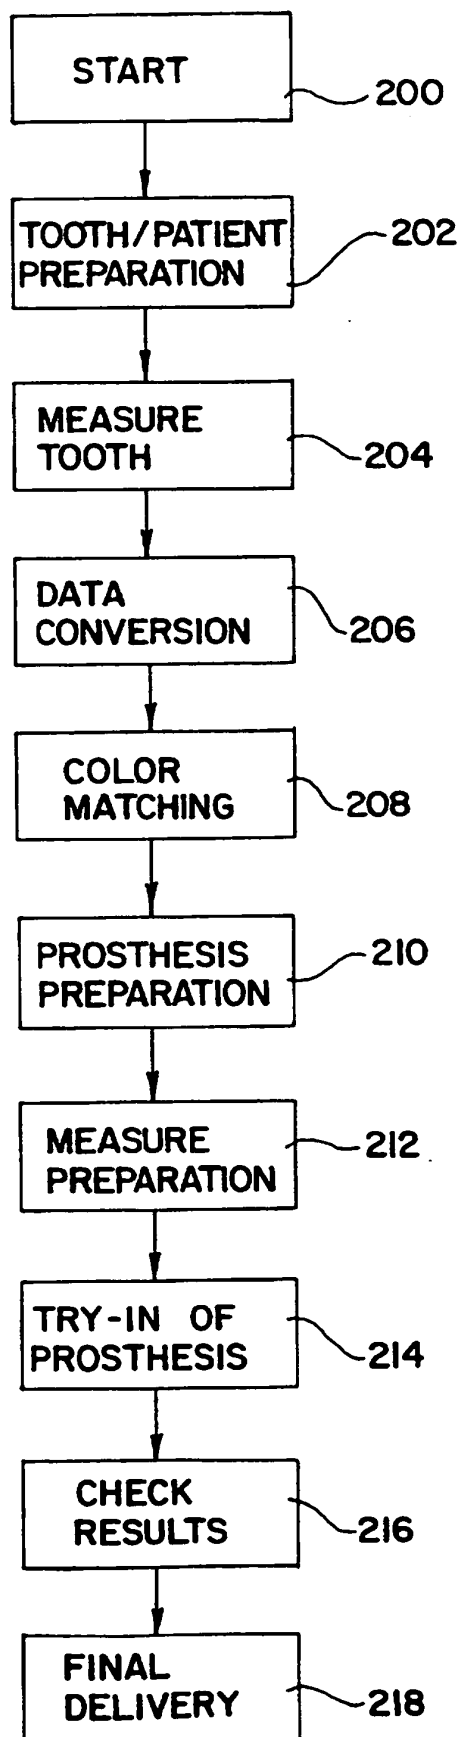 START
200
TOOTH/PATIENT
PREPARATION
202
MEASURE
TOOTH
204
DATA
CONVERSION
206
COLOR
MATCHING
208
PROSTHESIS
PREPARATION
210
MEASURE
PREPARATION
212
TRY-IN OF
PROSTHESIS
214
CHECK
RESULTS
216
FINAL
DELIVERY
218